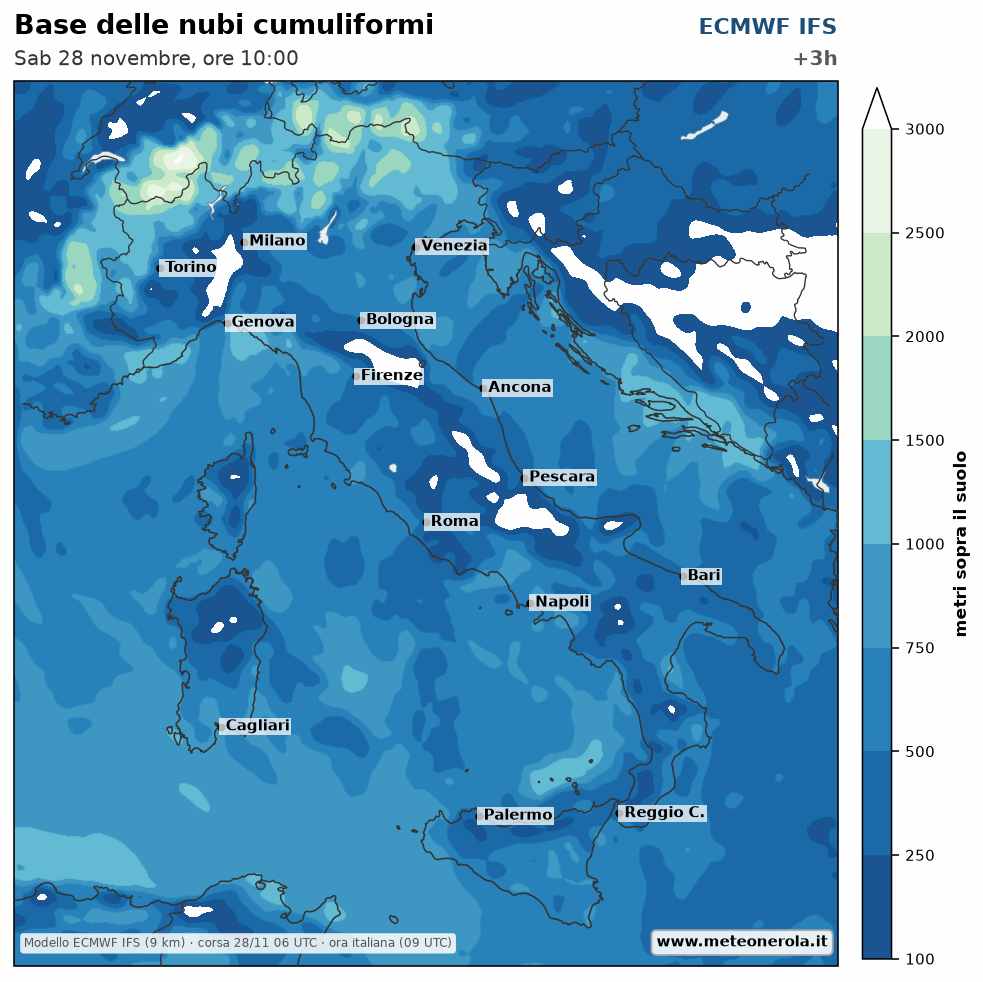 Base delle nubi cumuliformi
ECMWF IFS
Sab 28 novembre, ore 10:00
+3h
3000
2500
2000
1500
1000
750
500
250
100
metri sopra il suolo
Milano
Venezia
Torino
Genova
Bologna
Firenze
Ancona
Pescara
Roma
Bari
Napoli
Cagliari
Palermo
Reggio C.
Modello ECMWF IFS (9 km) · corsa 28/11 06 UTC · ora italiana (09 UTC)
www.meteonerola.it